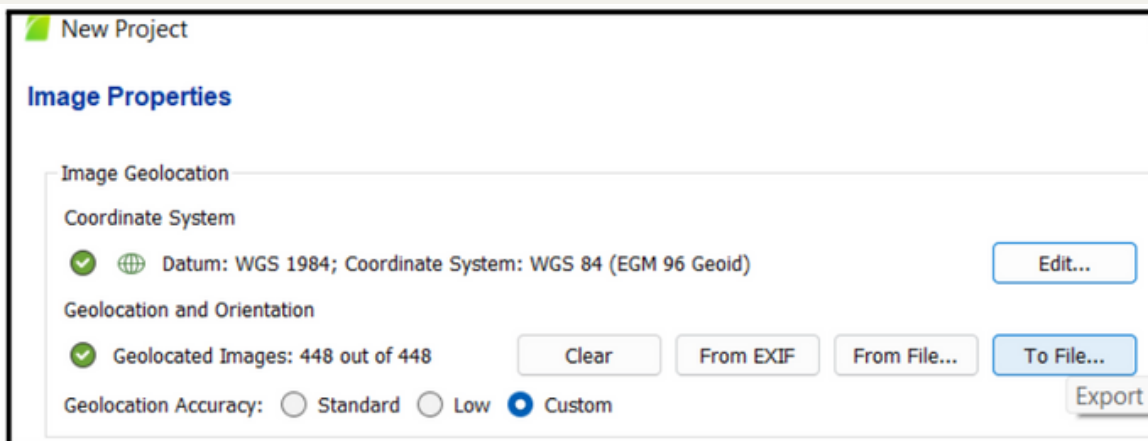 New Project
Image Properties
Image Geolocation
Coordinate System
Datum: WGS 1984; Coordinate System: WGS 84 (EGM 96 Geoid) Edit...
Geolocation and Orientation
Geolocated Images: 448 out of 448 Clear From EXIF From File... To File...
Geolocation Accuracy: Standard Low Custom Export